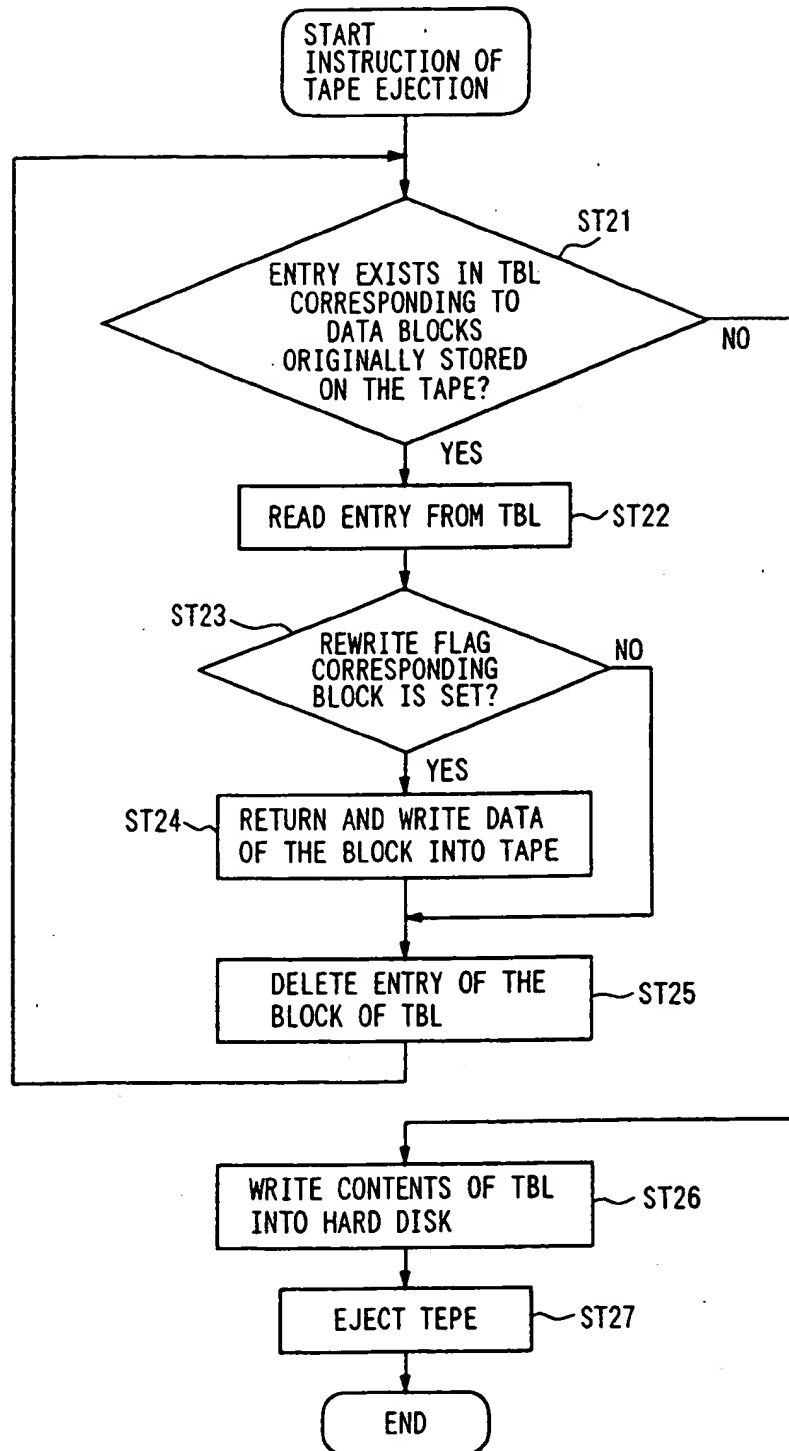 START
INSTRUCTION OF
TAPE EJECTION
ST21
ENTRY EXISTS IN TBL
CORRESPONDING TO
DATA BLOCKS
ORIGINALLY STORED
ON THE TAPE?
NO
YES
READ ENTRY FROM TBL
ST22
ST23
REWRITE FLAG
CORRESPONDING
BLOCK IS SET?
NO
YES
ST24
RETURN AND WRITE DATA
OF THE BLOCK INTO TAPE
DELETE ENTRY OF THE
BLOCK OF TBL
ST25
WRITE CONTENTS OF TBL
INTO HARD DISK
ST26
EJECT TEPE
ST27
END